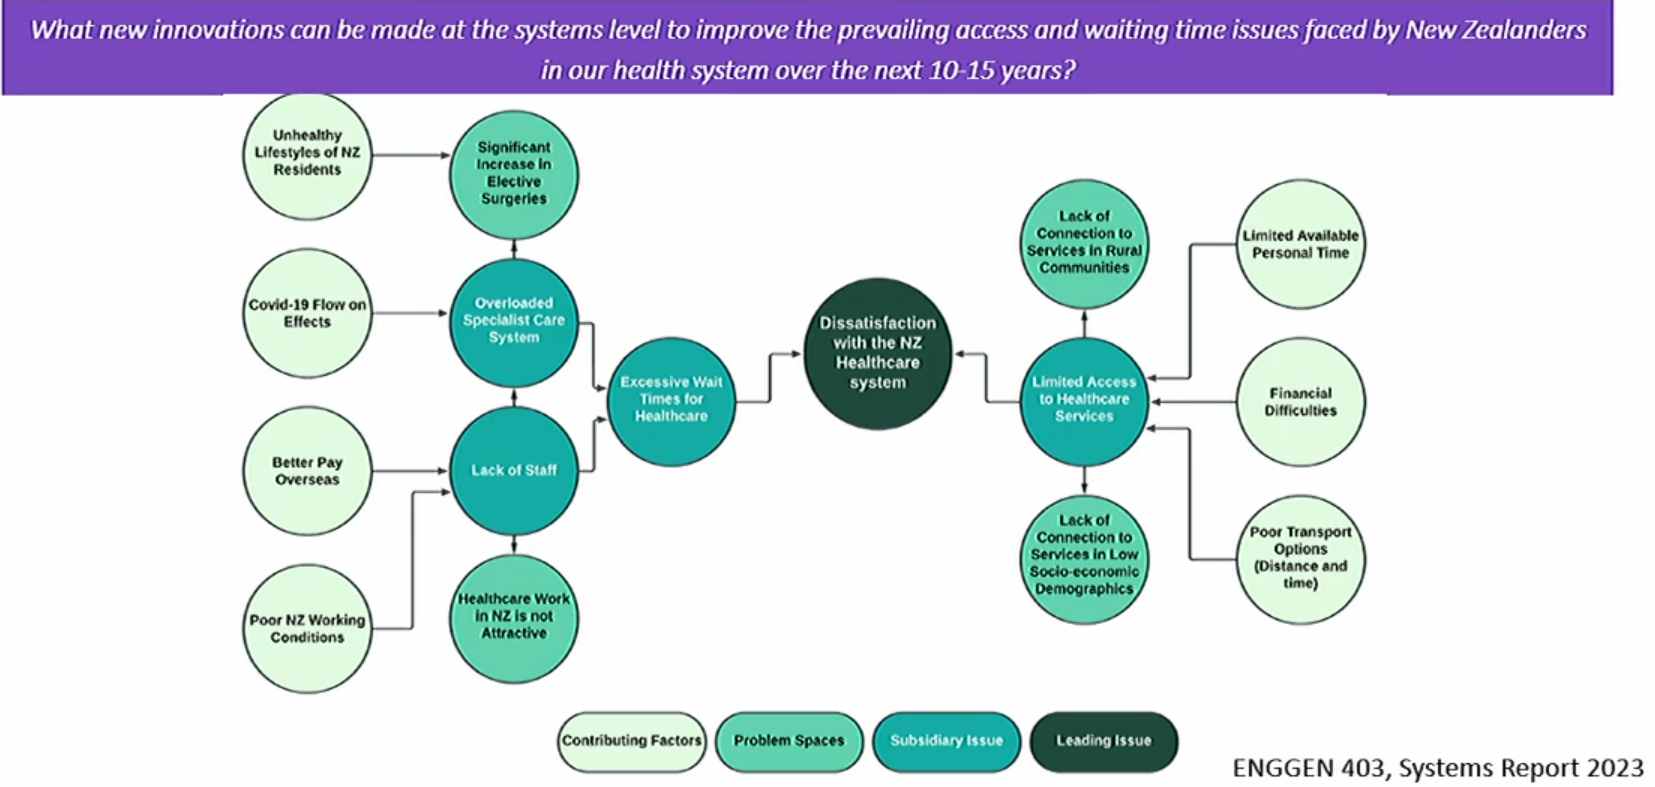 What new innovations can be made at the systems level to improve the prevailing access and waiting time issues faced by New Zealanders
in our health system over the next 10-15 years?
Unhealthy
Lifestyles of NZ
Residents
Significant
Increase in
Elective
Surgeries
Covid-19 Flow on
Effects
Overloaded
Specialist Care
System
Better Pay
Overseas
Lack of Staff
Poor NZ Working
Conditions
Healthcare Work
in NZ is not
Attractive
Excessive Wait
Times for
Healthcare
Dissatisfaction
with the NZ
Healthcare
system
Lack of
Connection to
Services in Rural
Communities
Limited Access
to Healthcare
Services
Lack of
Connection to
Services in Low
Socio-economic
Demographics
Limited Available
Personal Time
Financial
Difficulties
Poor Transport
Options
(Distance and
time)
Contributing Factors
Problem Spaces
Subsidiary Issue
Leading Issue
ENGGEN 403, Systems Report 2023